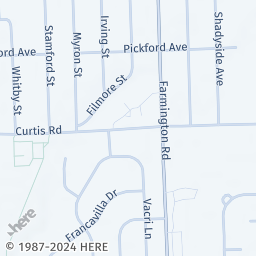 Pickford Ave
ord Ave
Whitby St
Stamford St
Myron St
Irving St
Filmore St
Shadyside Ave
Farmington Rd
Curtis Rd
Francavilla Dr
Vacri Ln
© 1987-2024 HERE
here